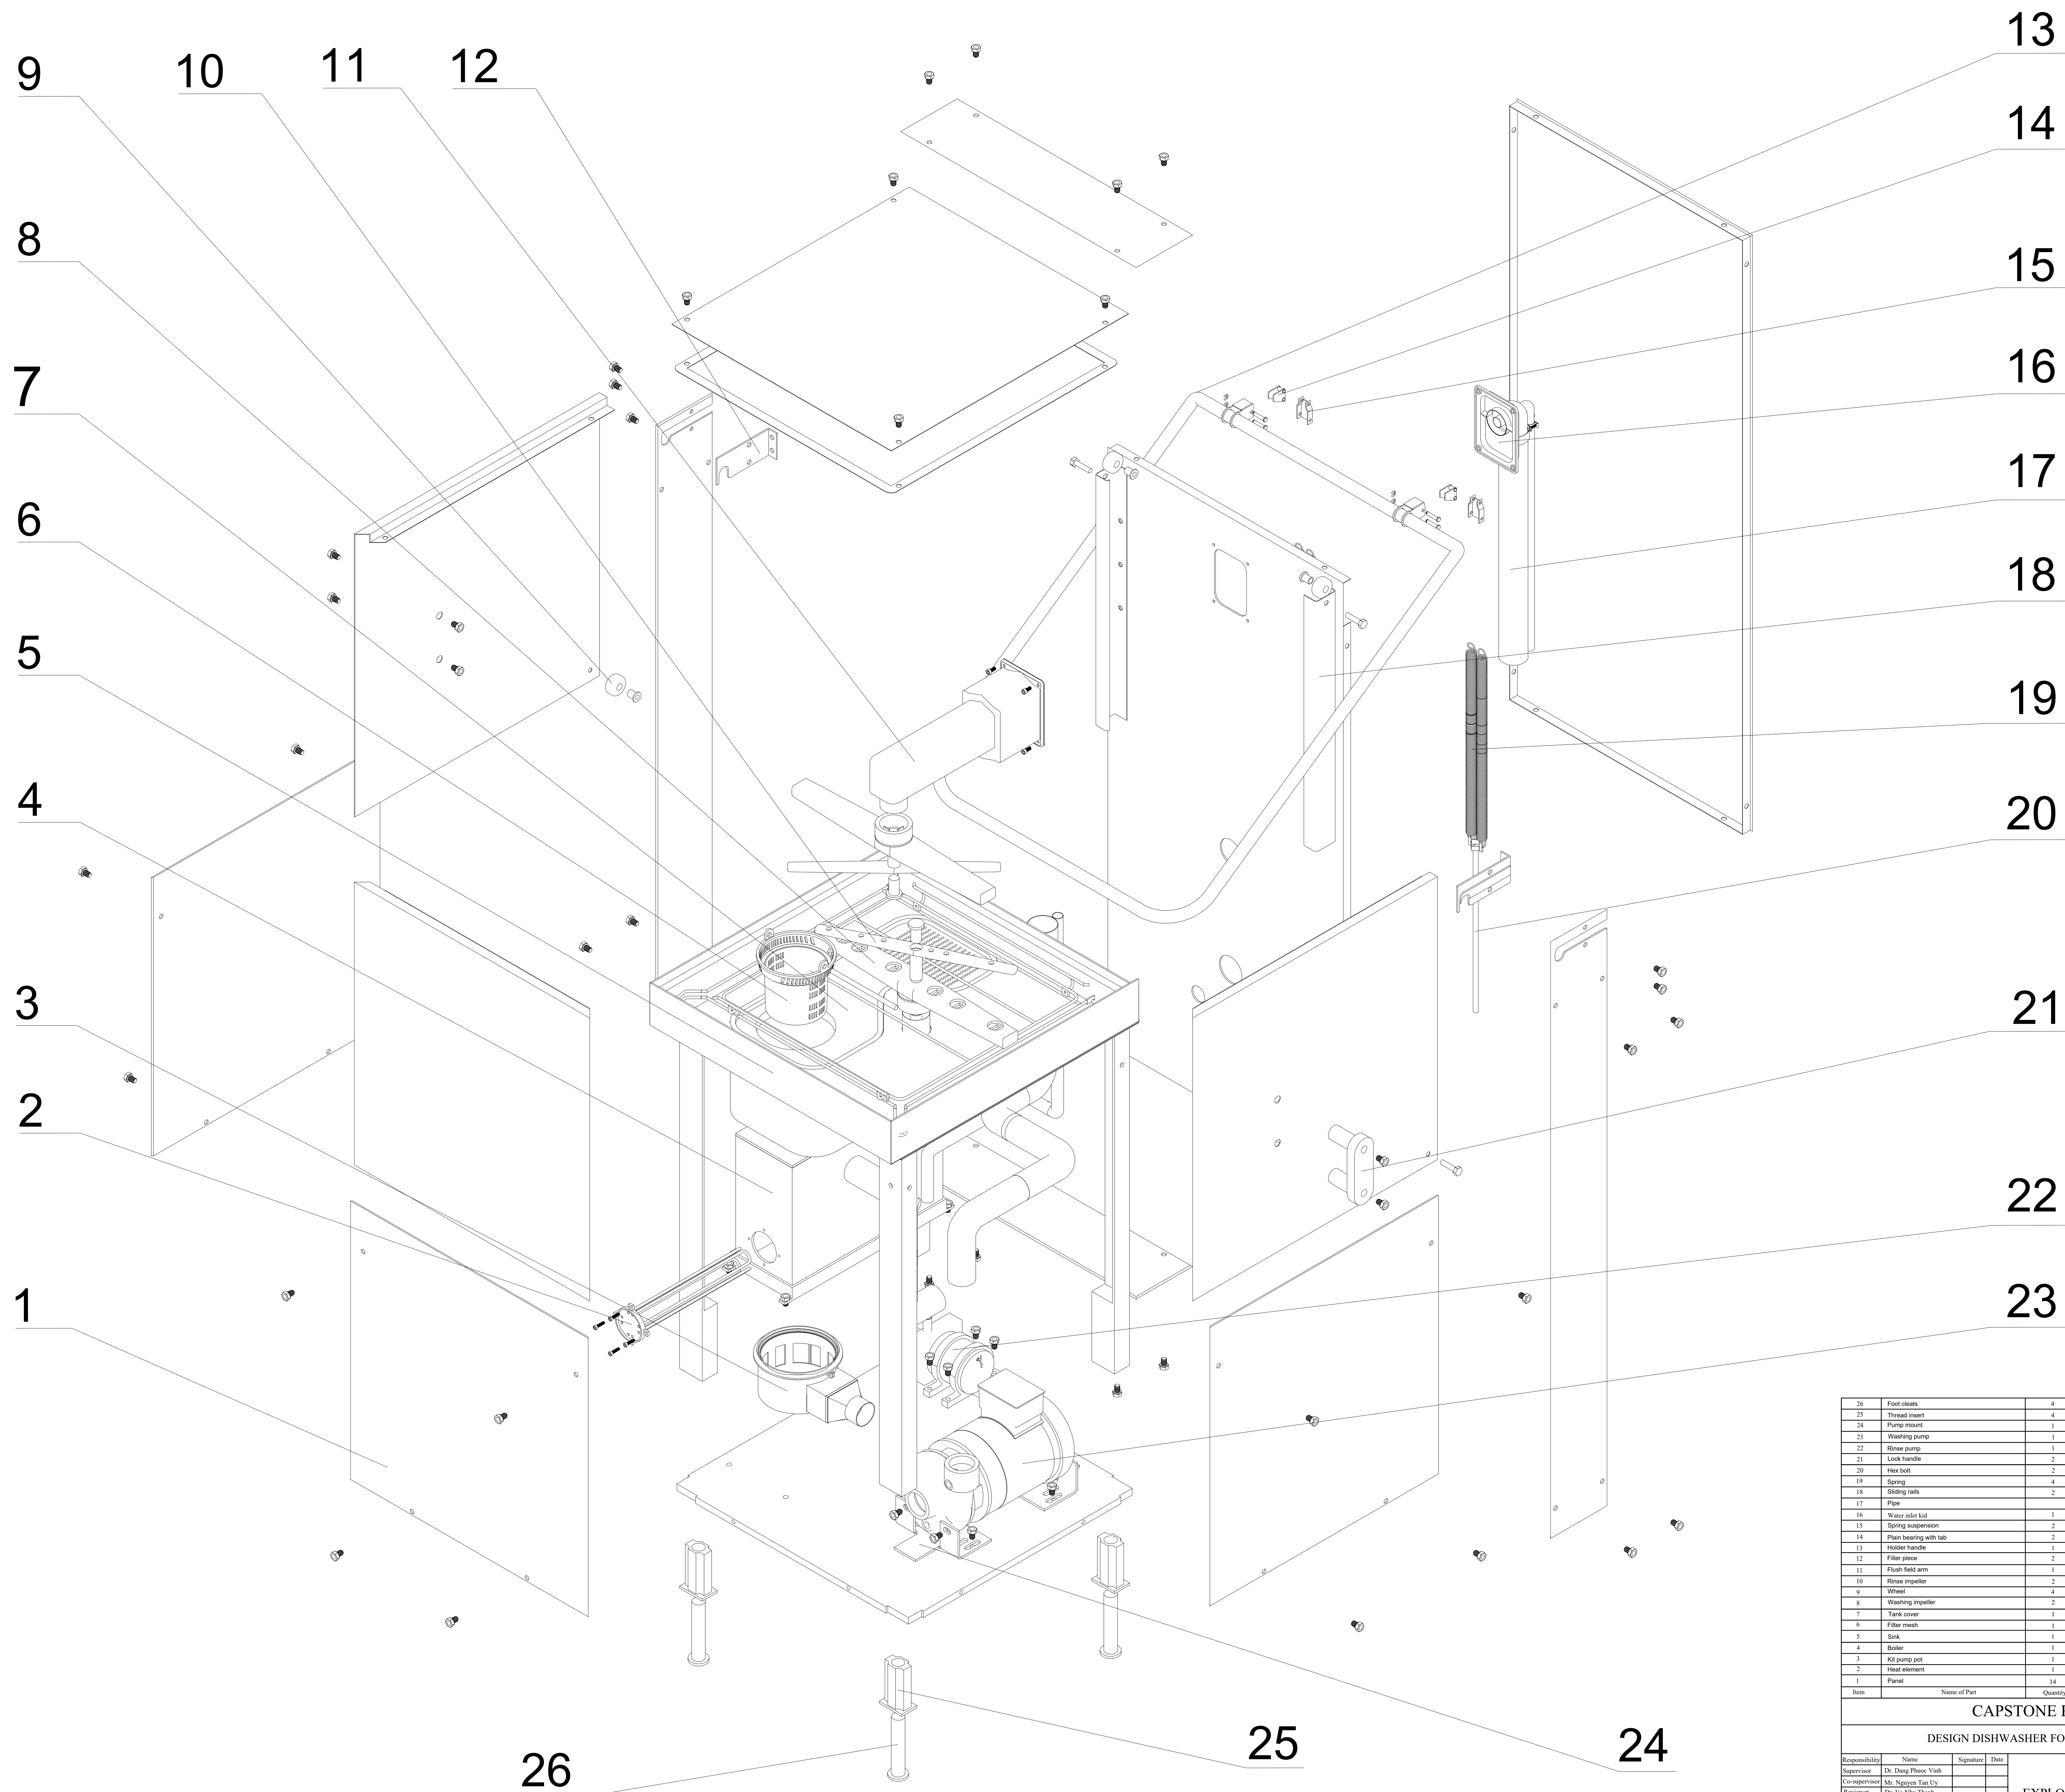 13
12
11
10
9
14
8
15
16
7
17
6
18
5
19
4
20
3
21
2
22
1
23
26 Foot cleats 4
25 Thread insert 4
24 Pump mount 1
23 Washing pump 1
22 Rinse pump 1
21 Lock handle 2
20 Hex bolt 2
19 Spring 4
18 Sliding rails 2
17 Pipe
16 Water inlet kid 1
15 Spring suspension 2
14 Plain bearing with tab 2
13 Holder handle 1
12 Filler piece 2
11 Flush field arm 1
10 Rinse impeller 2
9 Wheel 4
8 Washing impeller 2
7 Tank cover 1
6 Filter mesh 1
5 Sink 1
4 Boiler 1
3 Kit pump pot 1
2 Heat element 1
1 Panel 14
Item Name of Part Quantity
CAPSTONE
DESIGN DISHWASHER FO
Responsibility Name Signature Date
Supervisor Dr. Dang Phuoc Vinh
Co-supervisor Mr. Nguyen Tan Uy
25
24
26